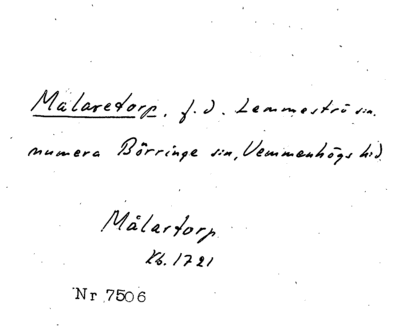 Målaretorp, f.d. Lemmeströ sn.
numera Börringe sn, Vemmenhögs hd.
Målartorp
Kb. 1721
Nr 7506